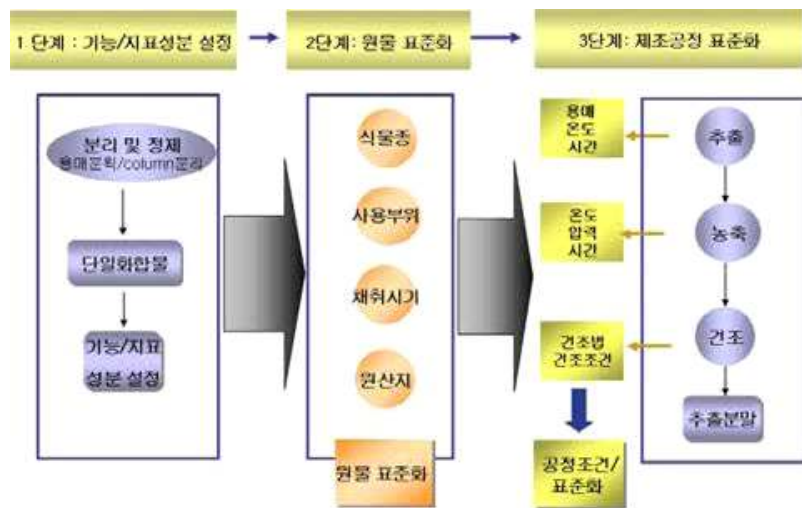 1 단계 : 기능/지표성분 설정
2단계: 원물 표준화
3단계: 제조공정 표준화
분리 및 정제
용매분획/column분리
단일화합물
기능/지표
성분 설정
식물종
사용부위
채취시기
원산지
원물 표준화
용매
온도
시간
추출
온도
압력
시간
농축
건조법
건조조건
건조
추출분말
공정조건/
표준화